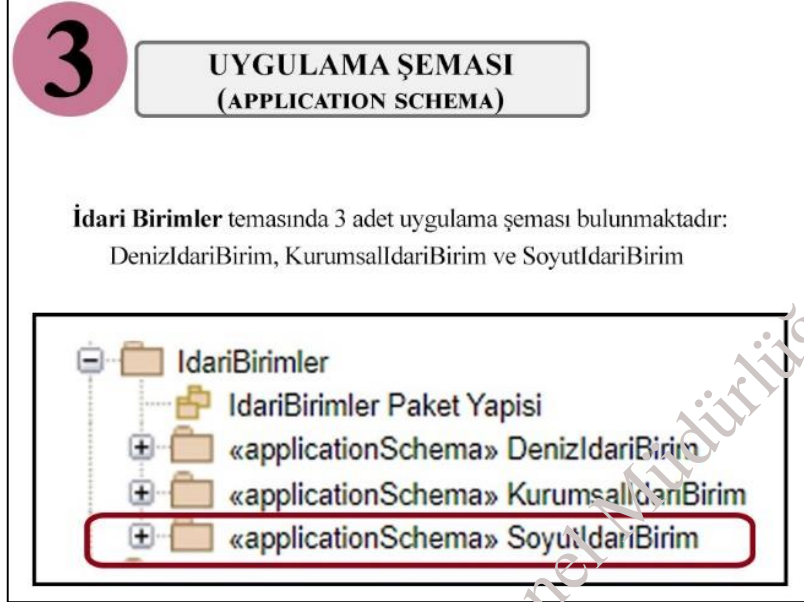 3
UYGULAMA ŞEMASI
(APPLICATION SCHEMA)
İdari Birimler temasında 3 adet uygulama şeması bulunmaktadır:
DenizIdariBirim, KurumsalIdariBirim ve SoyutIdariBirim
IdariBirimler
IdariBirimler Paket Yapisi
«applicationSchema» DenizIdariBirim
«applicationSchema» KurumsalIdariBirim
«applicationSchema» SoyutIdariBirim